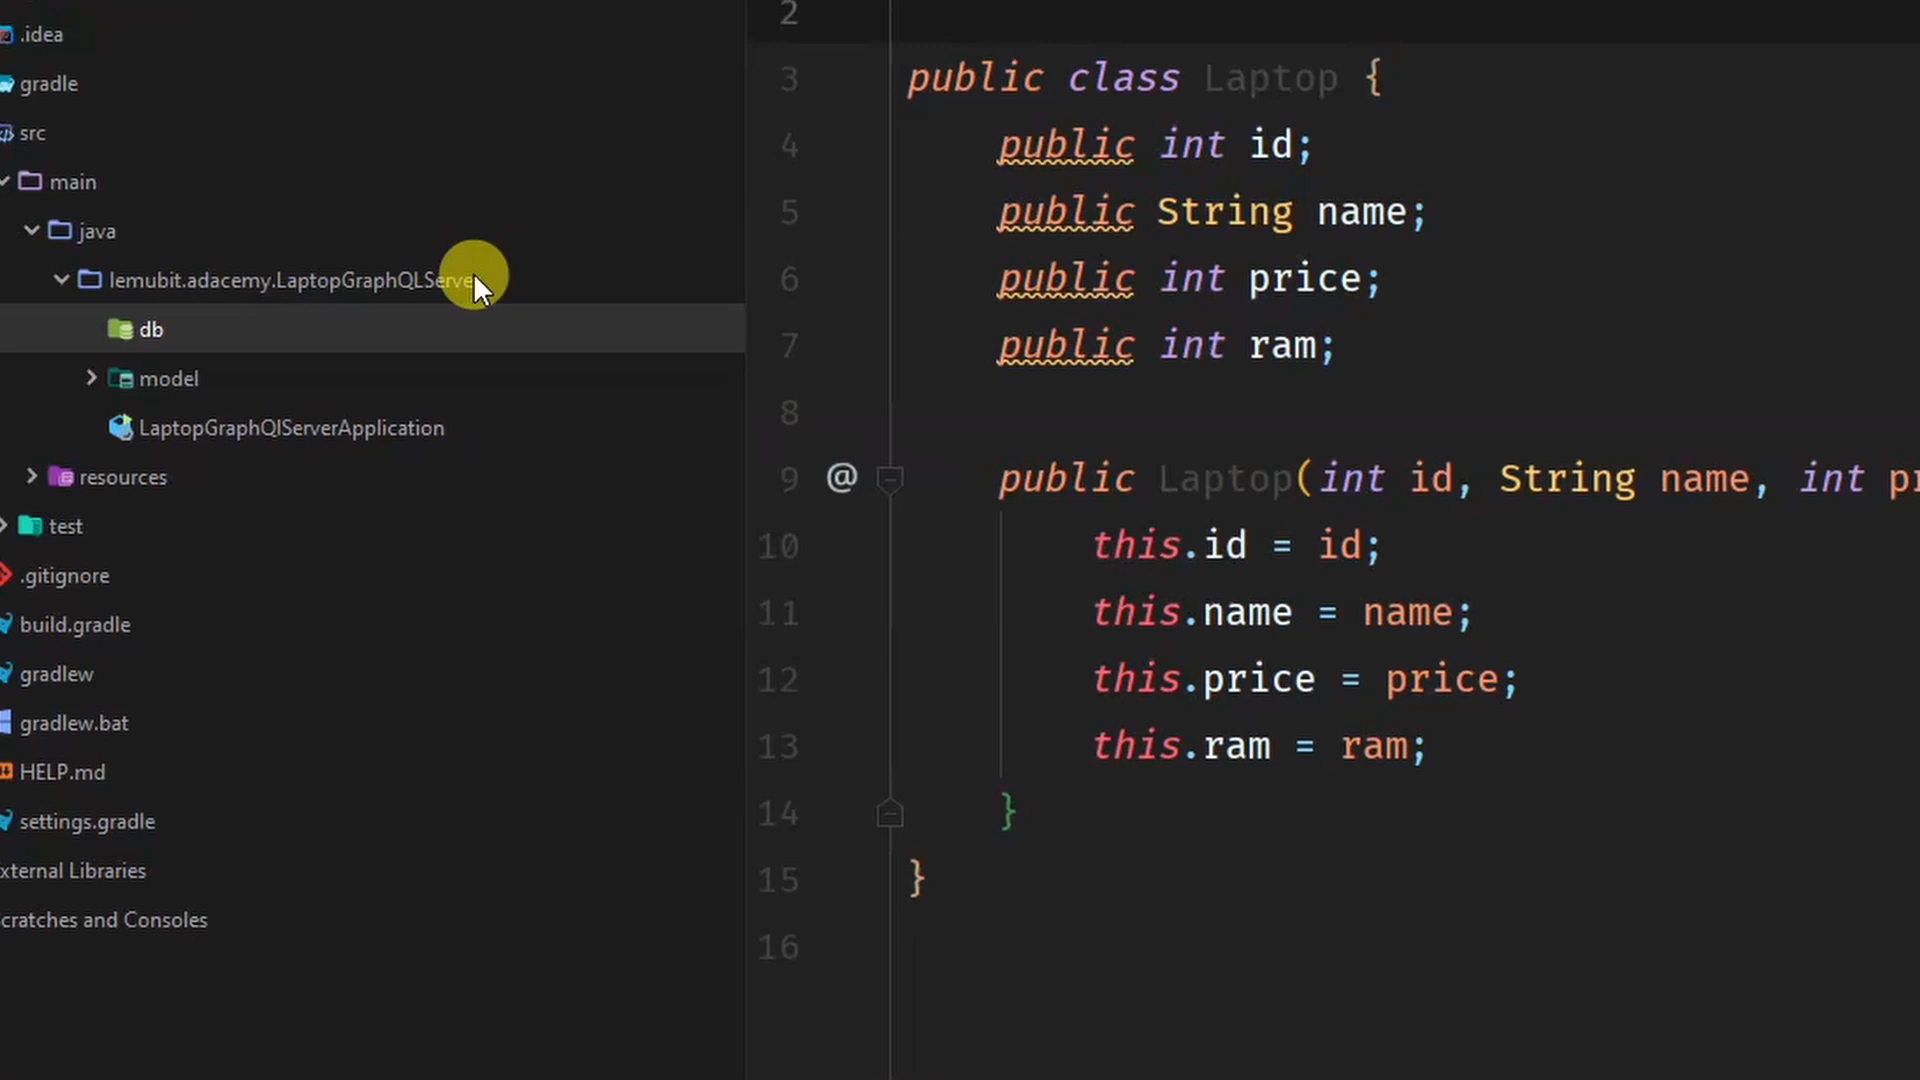 .idea
gradle
src
main
java
lemubit.adacemy.LaptopGraphQLServe
db
model
LaptopGraphQlServerApplication
resources
test
.gitignore
build.gradle
gradlew
gradlew.bat
HELP.md
settings.gradle
xternal Libraries
cratches and Consoles
2
3 public class Laptop {
4 public int id;
5 public String name;
6 public int price;
7 public int ram;
8
9 @ public Laptop(int id, String name, int pr
10 this.id = id;
11 this.name = name;
12 this.price = price;
13 this.ram = ram;
14 }
15 }
16